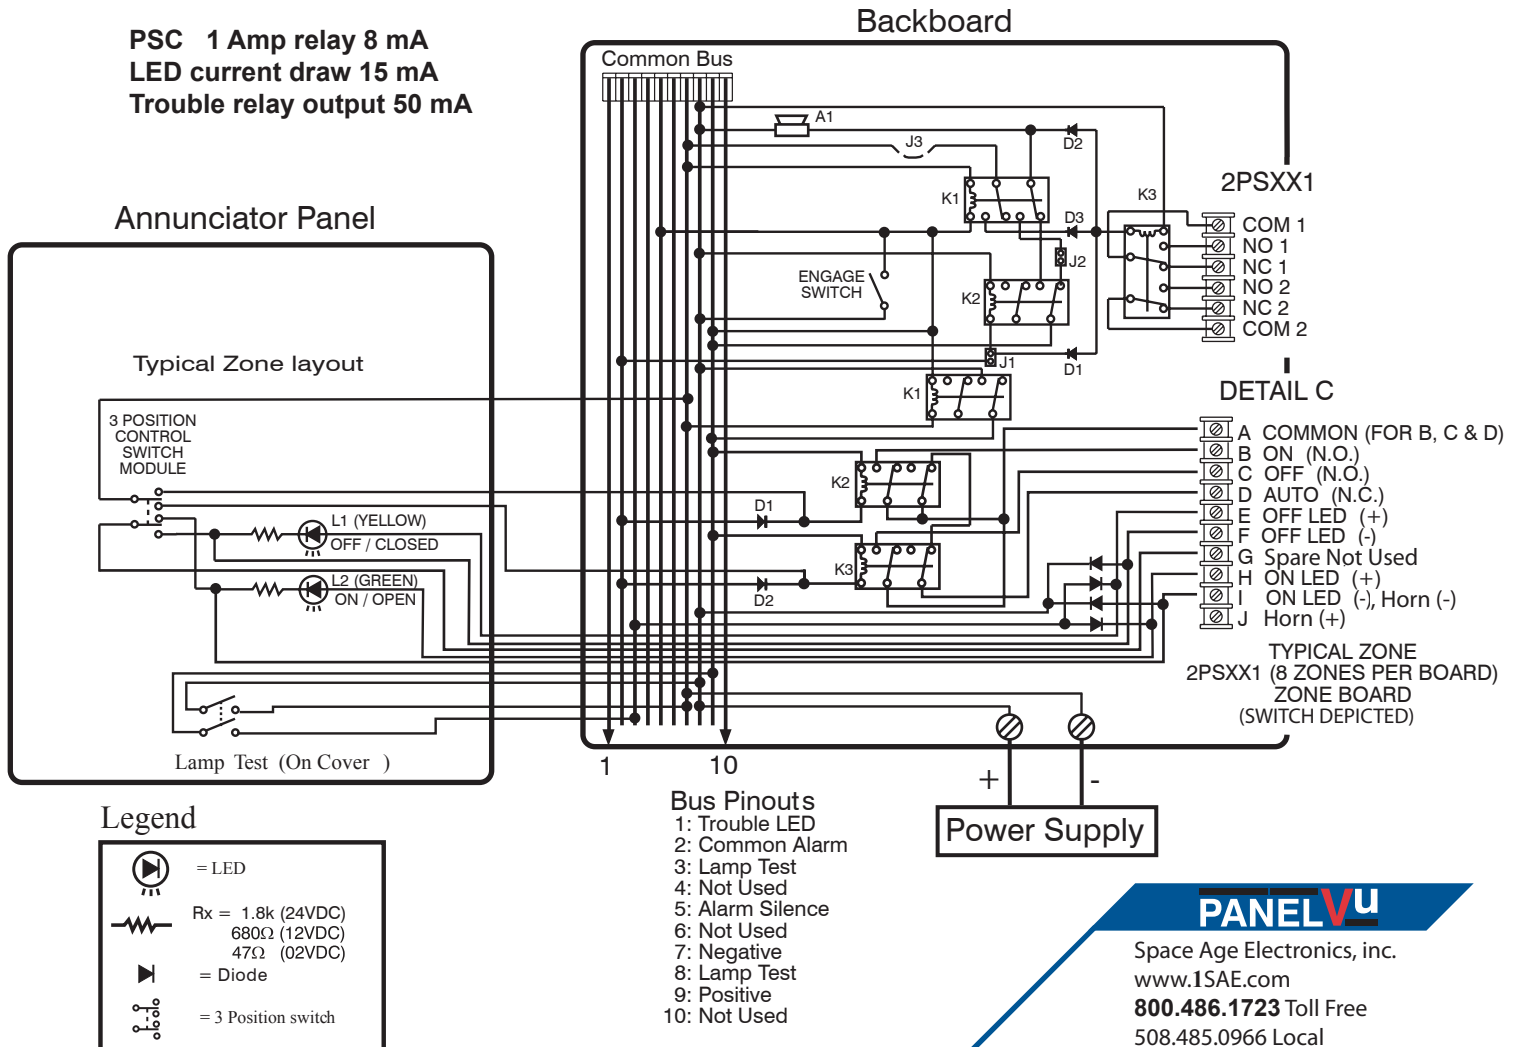 Backboard
PSC 1 Amp relay 8 mA
LED current draw 15 mA
Trouble relay output 50 mA
Common Bus
A1
J3
D2
K1
K3
D3
J2
ENGAGE
SWITCH
K2
J1
D1
K1
2PSXX1
COM 1
NO 1
NC 1
NO 2
NC 2
COM 2
Annunciator Panel
Typical Zone layout
3 POSITION
CONTROL
SWITCH
MODULE
L1 (YELLOW)
OFF / CLOSED
L2 (GREEN)
ON / OPEN
Lamp Test (On Cover )
K2
D1
K3
D2
DETAIL C
A COMMON (FOR B, C & D)
B ON (N.O.)
C OFF (N.O.)
D AUTO (N.C.)
E OFF LED (+)
F OFF LED (-)
G Spare Not Used
H ON LED (+)
I ON LED (-), Horn (-)
J Horn (+)
TYPICAL ZONE
2PSXX1 (8 ZONES PER BOARD)
ZONE BOARD
(SWITCH DEPICTED)
1 10
+ -
Power Supply
Bus Pinouts
1: Trouble LED
2: Common Alarm
3: Lamp Test
4: Not Used
5: Alarm Silence
6: Not Used
7: Negative
8: Lamp Test
9: Positive
10: Not Used
Legend
= LED
Rx = 1.8k (24VDC)
680Ω (12VDC)
47Ω (02VDC)
= Diode
= 3 Position switch
PANELVu
Space Age Electronics, inc.
www.1SAE.com
800.486.1723 Toll Free
508.485.0966 Local